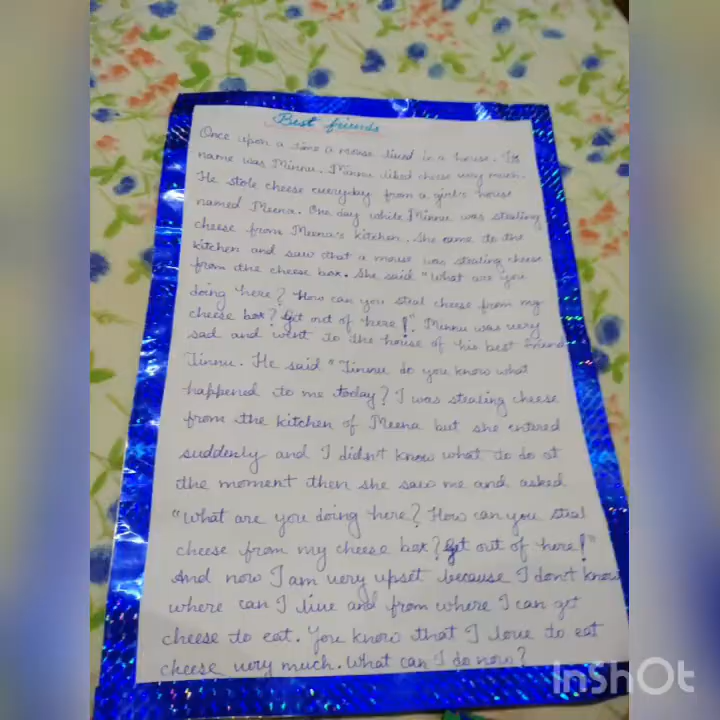 Best friends
Once upon a time a mouse lived in a house. Its
name was Minnu. Minnu liked cheese very much.
He stole cheese everyday from a girl's house
named Meena. One day while Minnu was stealing
cheese from Meena's kitchen. She came to the
kitchen and saw that a mouse was stealing cheese
from the cheese box. She said "What are you
doing here? How can you steal cheese from my
cheese box? Get out of here!" Minnu was very
sad and went to the house of his best friend
Tinnu. He said "Tinnu do you know what
happened to me today? I was stealing cheese
from the kitchen of Meena but she entered
suddenly and I didn't know what to do at
the moment then she saw me and asked
"What are you doing here? How can you steal
cheese from my cheese box? Get out of here!"
And now I am very upset because I don't know
where can I live and from where I can get
cheese to eat. You know that I love to eat
cheese very much. What can I do now?
InShOt